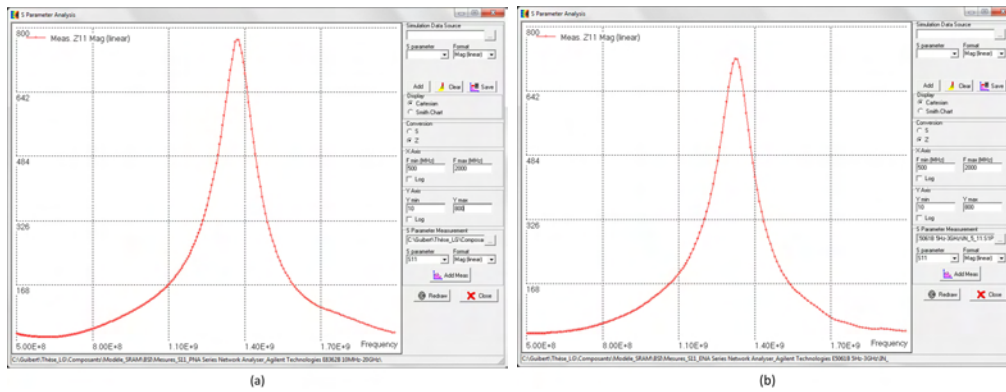 S Parameter Analysis
800
Meas. Z11 Mag (linear)
642
484
326
168
5.00E+8
8.00E+8
1.10E+9
1.40E+9
1.70E+9
Frequency
Simulation Data Source
...
S parameter
Format
Mag (linear)
Add
Clear
Save
Display
Cartesian
Smith Chart
Conversion
S
Z
X Axis
F min (MHz)
F max (MHz)
500
2000
Log
Y Axis
Y min
Y max
10
800
Log
S Parameter Measurement
...
S parameter
Format
S11
Mag (linear)
Add Meas
Redraw
Close
(a)
S Parameter Analysis
800
Meas. Z11 Mag (linear)
642
484
326
168
5.00E+8
8.00E+8
1.10E+9
1.40E+9
1.70E+9
Frequency
Simulation Data Source
...
S parameter
Format
Mag (linear)
Add
Clear
Save
Display
Cartesian
Smith Chart
Conversion
S
Z
X Axis
F min (MHz)
F max (MHz)
500
2000
Log
Y Axis
Y min
Y max
10
800
Log
S Parameter Measurement
...
S parameter
Format
S11
Mag (linear)
Add Meas
Redraw
Close
(b)